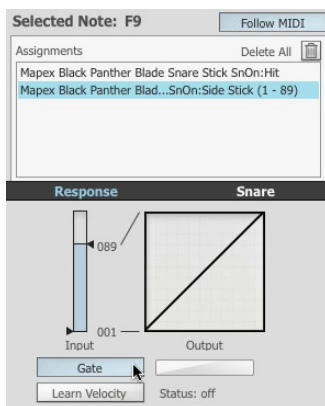 Selected Note: F9 Follow MIDI
Assignments Delete All
Mapex Black Panther Blade Snare Stick SnOn:Hit
Mapex Black Panther Blad...SnOn:Side Stick (1 - 89)
Response Snare
089
001
Input Output
Gate
Learn Velocity Status: off